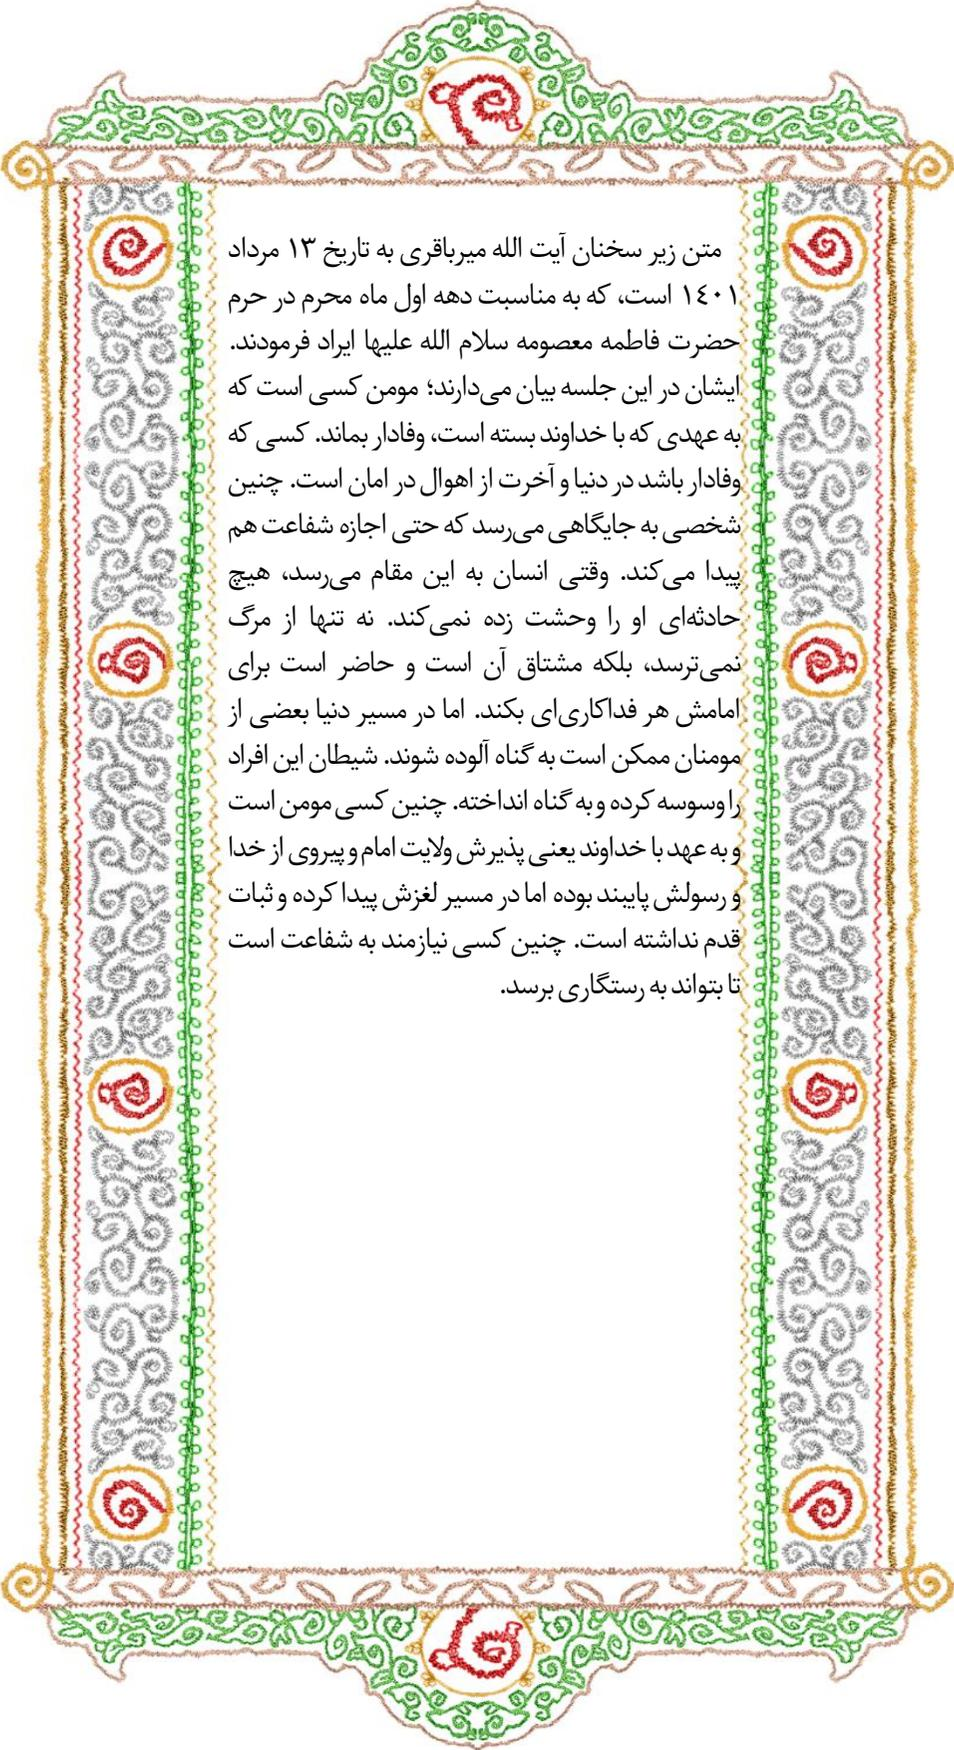 متن زیر سخنان آیت الله میرباقری به تاریخ ۱۳ مرداد
۱٤۰۱ است، که به مناسبت دهه اول ماه محرم در حرم
حضرت فاطمه معصومه سلام الله علیها ایراد فرمودند.
ایشان در این جلسه بیان می‌دارند؛ مومن کسی است که
به عهدی که با خداوند بسته است، وفادار بماند. کسی که
وفادار باشد در دنیا و آخرت از اهوال در امان است. چنین
شخصی به جایگاهی می‌رسد که حتی اجازه شفاعت هم
پیدا می‌کند. وقتی انسان به این مقام می‌رسد، هیچ
حادثه‌ای او را وحشت زده نمی‌کند. نه تنها از مرگ
نمی‌ترسد، بلکه مشتاق آن است و حاضر است برای
امامش هر فداکاری‌ای بکند. اما در مسیر دنیا بعضی از
مومنان ممکن است به گناه آلوده شوند. شیطان این افراد
را وسوسه کرده و به گناه انداخته. چنین کسی مومن است
و به عهد با خداوند یعنی پذیرش ولایت امام و پیروی از خدا
و رسولش پایبند بوده اما در مسیر لغزش پیدا کرده و ثبات
قدم نداشته است. چنین کسی نیازمند به شفاعت است
تا بتواند به رستگاری برسد.